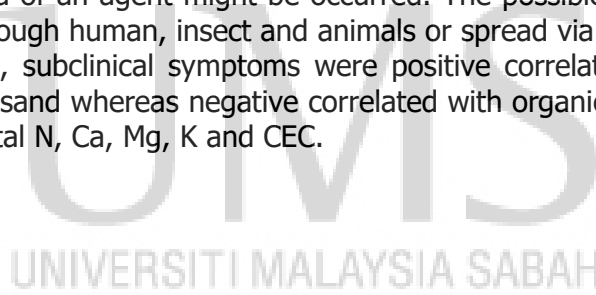 d of an agent might be occurred. The possible
ough human, insect and animals or spread via
, subclinical symptoms were positive correlat
sand whereas negative correlated with organic
tal N, Ca, Mg, K and CEC.
UMS
UNIVERSITI MALAYSIA SABAH